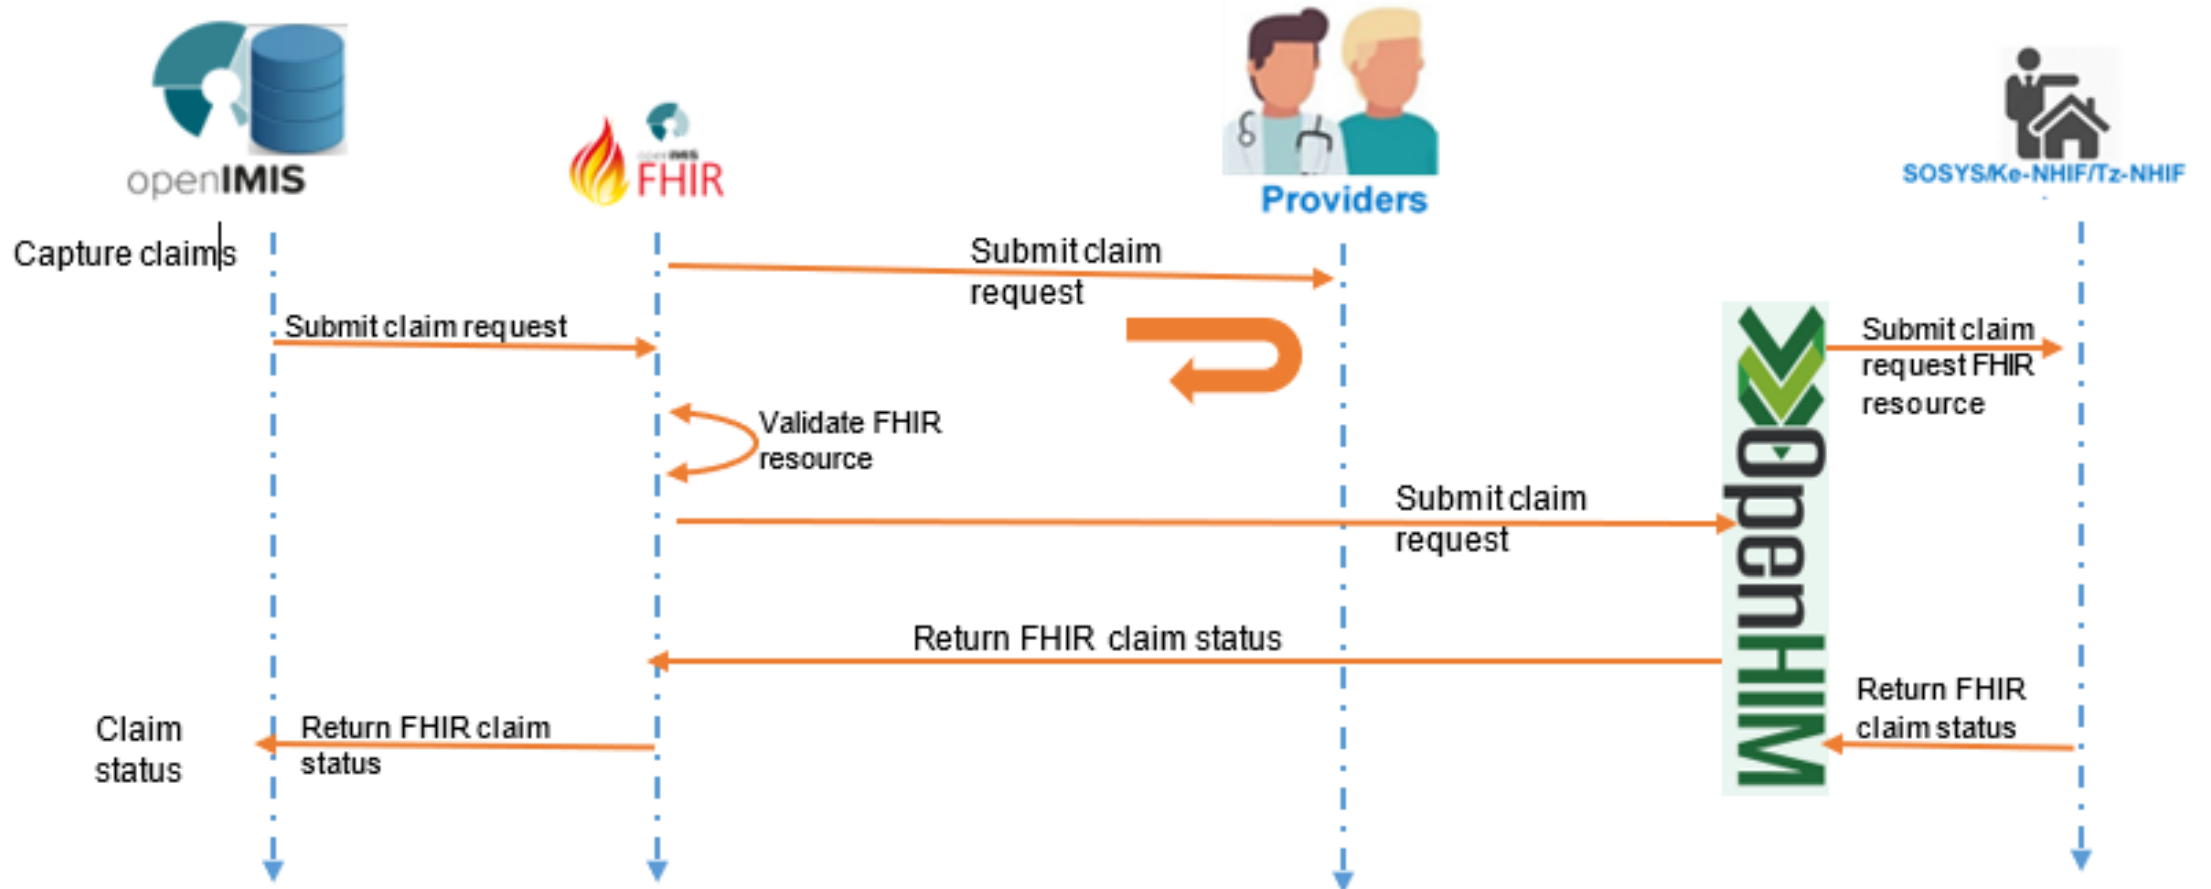 openIMIS
openIMIS
FHIR
Providers
SOSYS/Ke-NHIF/Tz-NHIF
Capture claims
Submit claim
request
Submit claim request
Submit claim
request FHIR
resource
Validate FHIR
resource
Submit claim
request
OpenHIM
Return FHIR claim status
Return FHIR
claim status
Claim
status
Return FHIR claim
status